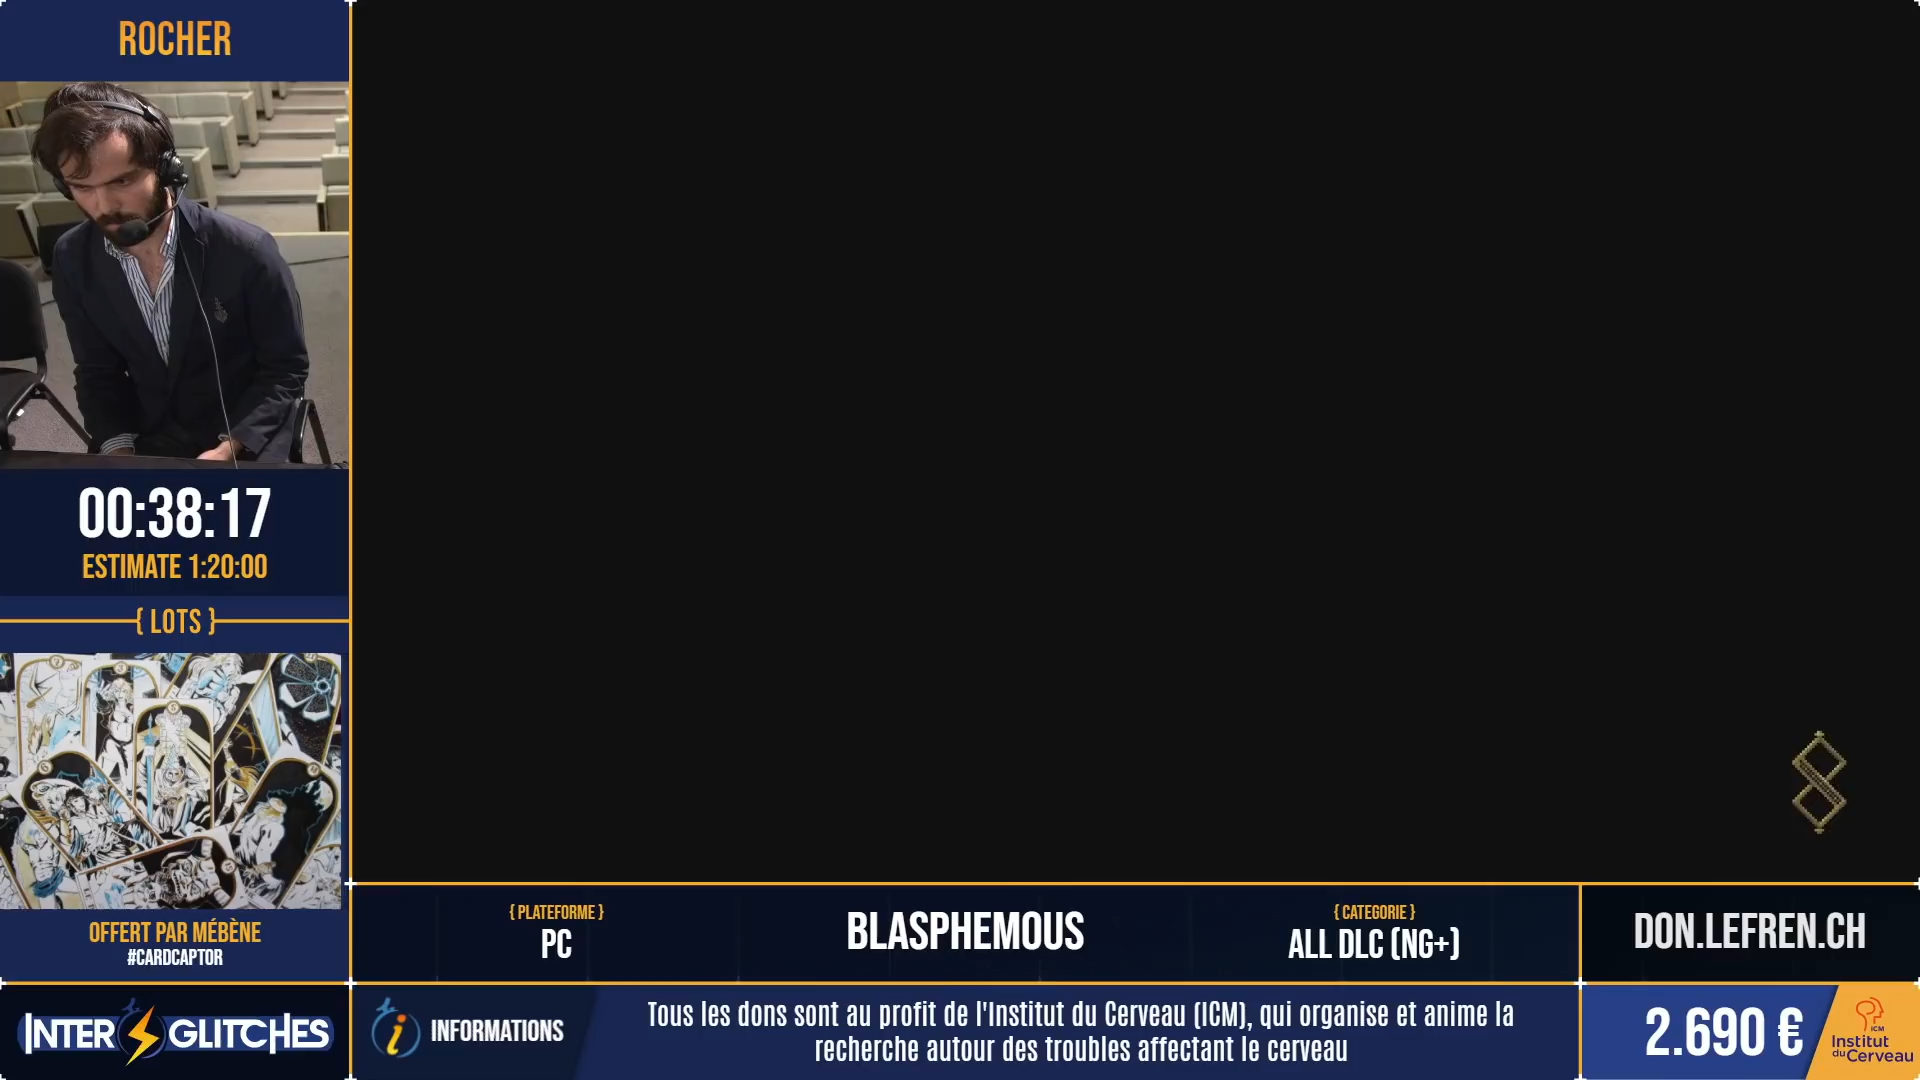 ROCHER
00:38:17
ESTIMATE 1:20:00
{ LOTS }
OFFERT PAR MÉBÈNE
#CARDCAPTOR
INTERGLITCHES
{ PLATEFORME }
PC
BLASPHEMOUS
{ CATEGORIE }
ALL DLC (NG+)
DON.LEFREN.CH
INFORMATIONS
Tous les dons sont au profit de l'Institut du Cerveau (ICM), qui organise et anime la
recherche autour des troubles affectant le cerveau
2.690 €
ICM
Institut
du Cerveau